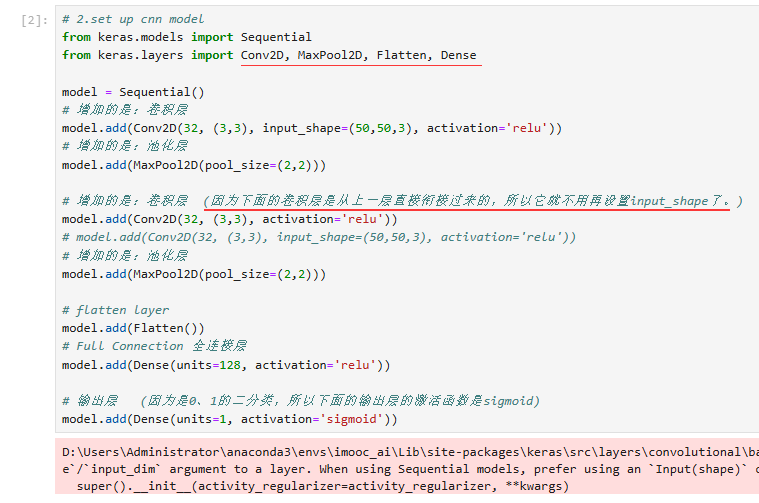 [2]:
# 2.set up cnn model
from keras.models import Sequential
from keras.layers import Conv2D, MaxPool2D, Flatten, Dense
model = Sequential()
# 增加的是：卷积层
model.add(Conv2D(32, (3,3), input_shape=(50,50,3), activation='relu'))
# 增加的是：池化层
model.add(MaxPool2D(pool_size=(2,2)))
# 增加的是：卷积层 (因为下面的卷积层是从上一层直接衔接过来的，所以它就不用再设置input_shape了。)
model.add(Conv2D(32, (3,3), activation='relu'))
# model.add(Conv2D(32, (3,3), input_shape=(50,50,3), activation='relu'))
# 增加的是：池化层
model.add(MaxPool2D(pool_size=(2,2)))
# flatten layer
model.add(Flatten())
# Full Connection 全连接层
model.add(Dense(units=128, activation='relu'))
# 输出层 (因为是0、1的二分类，所以下面的输出层的激活函数是sigmoid)
model.add(Dense(units=1, activation='sigmoid'))
D:\Users\Administrator\anaconda3\envs\imooc_ai\Lib\site-packages\keras\src\layers\convolutional\ba
e`/`input_dim` argument to a layer. When using Sequential models, prefer using an `Input(shape)` o
super().__init__(activity_regularizer=activity_regularizer, **kwargs)